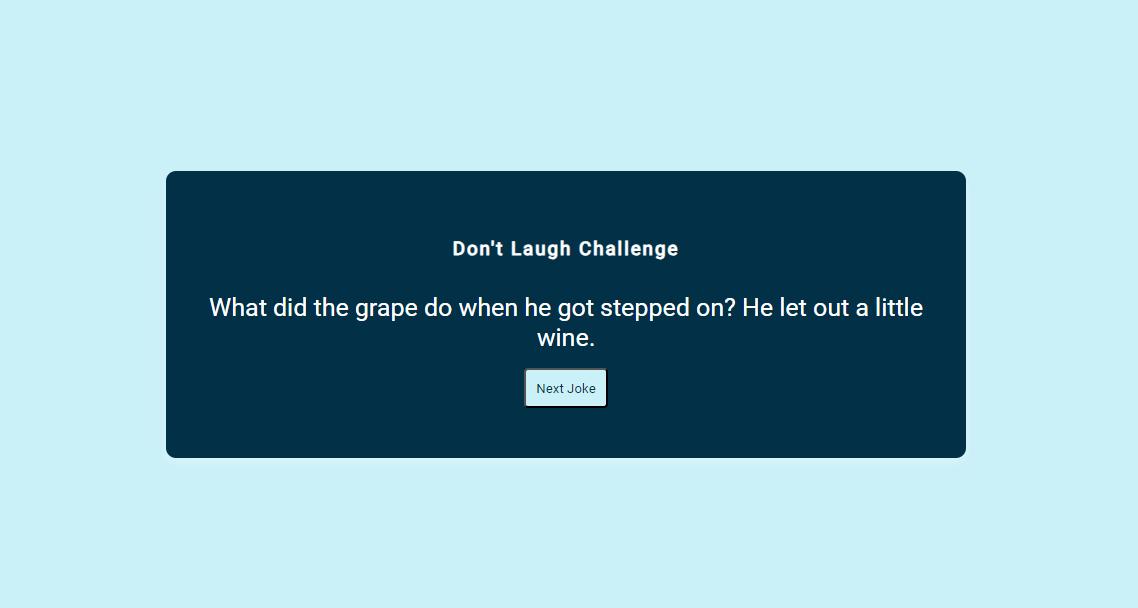 Don't Laugh Challenge
What did the grape do when he got stepped on? He let out a little
wine.
Next Joke